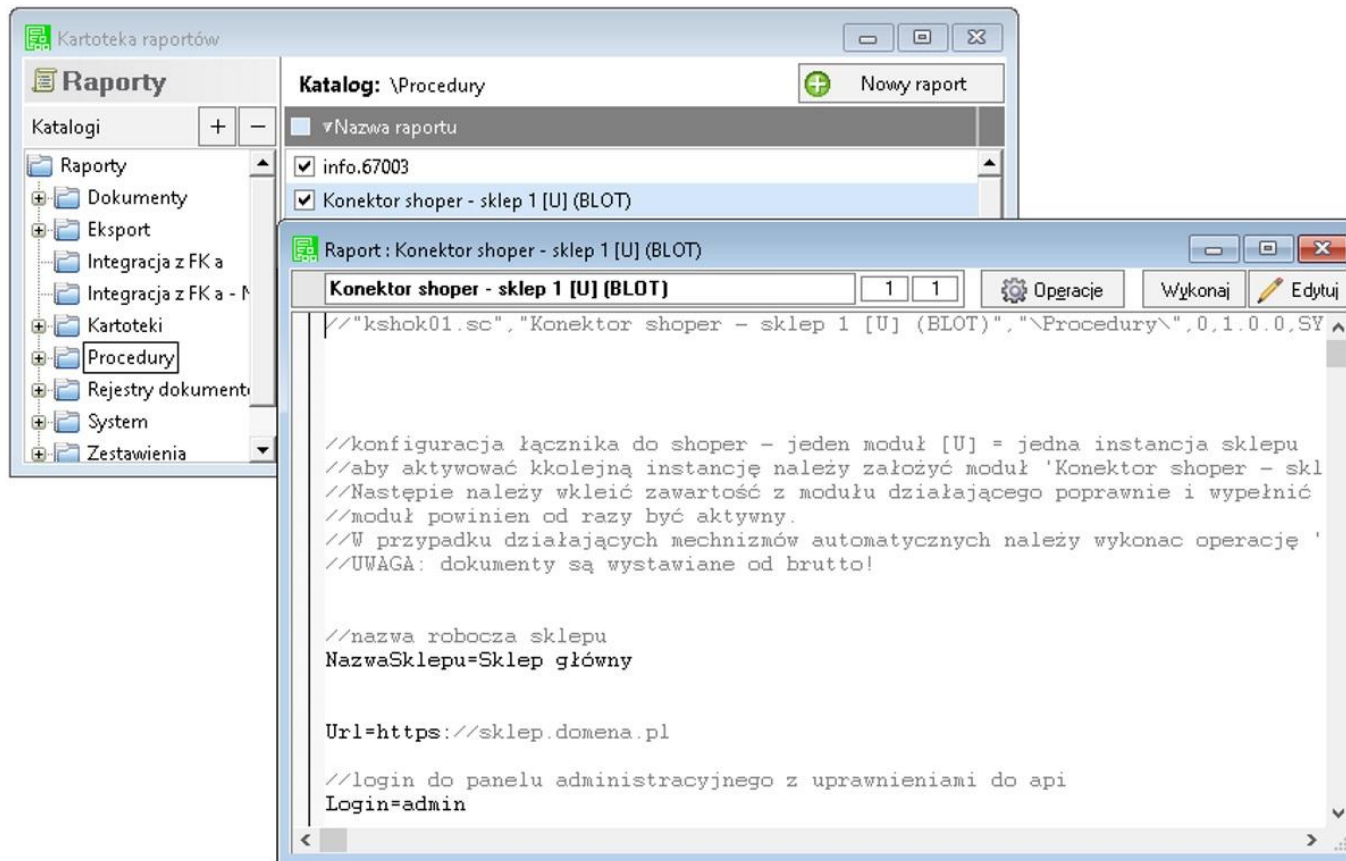 Kartoteka raportów
Raporty
Katalog: \Procedury
Nowy raport
Katalogi
+
−
Nazwa raportu
Raporty
Dokumenty
Eksport
Integracja z FK a
Integracja z FK a - 
Kartoteki
Procedury
Rejestry dokument
System
Zestawienia
info.67003
Konektor shoper - sklep 1 [U] (BLOT)
Raport : Konektor shoper - sklep 1 [U] (BLOT)
Konektor shoper - sklep 1 [U] (BLOT)
1
1
Operacje
Wykonaj
Edytuj
//"kshok01.sc","Konektor shoper – sklep 1 [U] (BLOT)","\Procedury\",0,1.0.0,SY
//konfiguracja łącznika do shoper – jeden moduł [U] = jedna instancja sklepu
//aby aktywować kkolejną instancję należy założyć moduł 'Konektor shoper – skl
//Następie należy wkleić zawartość z modułu działającego poprawnie i wypełnić
//moduł powinien od razy być aktywny.
//W przypadku działających mechnizmów automatycznych należy wykonac operację '
//UWAGA: dokumenty są wystawiane od brutto!
//nazwa robocza sklepu
NazwaSklepu=Sklep główny
Url=https://sklep.domena.pl
//login do panelu administracyjnego z uprawnieniami do api
Login=admin